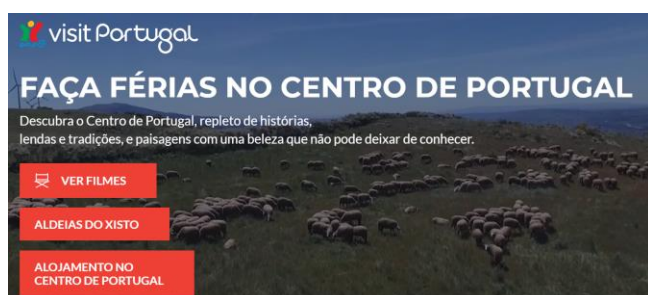 visit Portugal
FAÇA FÉRIAS NO CENTRO DE PORTUGAL
Descubra o Centro de Portugal, repleto de histórias,
lendas e tradições, e paisagens com uma beleza que não pode deixar de conhecer.
VER FILMES
ALDEIAS DO XISTO
ALOJAMENTO NO
CENTRO DE PORTUGAL